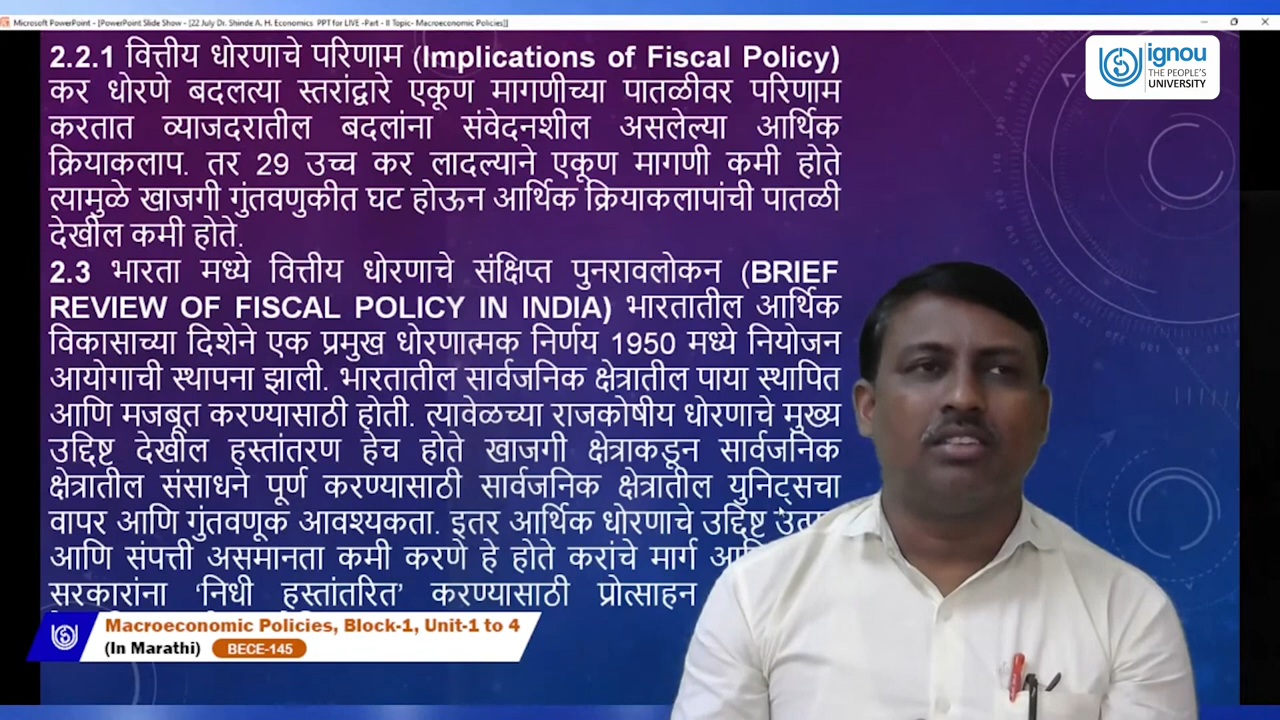 Microsoft PowerPoint - [PowerPoint Slide Show - [22 July Dr. Shinde A. H. Economics PPT for LIVE -Part - II Topic- Macroeconomic Policies]]
ignou
THE PEOPLE'S
UNIVERSITY
2.2.1 वित्तीय धोरणाचे परिणाम (Implications of Fiscal Policy)
कर धोरणे बदलत्या स्तरांद्वारे एकूण मागणीच्या पातळीवर परिणाम
करतात व्याजदरातील बदलांना संवेदनशील असलेल्या आर्थिक
क्रियाकलाप. तर 29 उच्च कर लादल्याने एकूण मागणी कमी होते
त्यामुळे खाजगी गुंतवणुकीत घट होऊन आर्थिक क्रियाकलापांची पातळी
देखील कमी होते.
2.3 भारता मध्ये वित्तीय धोरणाचे संक्षिप्त पुनरावलोकन (BRIEF
REVIEW OF FISCAL POLICY IN INDIA) भारतातील आर्थिक
विकासाच्या दिशेने एक प्रमुख धोरणात्मक निर्णय 1950 मध्ये नियोजन
आयोगाची स्थापना झाली. भारतातील सार्वजनिक क्षेत्रातील पाया स्थापित
आणि मजबूत करण्यासाठी होती. त्यावेळच्या राजकोषीय धोरणाचे मुख्य
उद्दिष्ट देखील हस्तांतरण हेच होते खाजगी क्षेत्राकडून सार्वजनिक
क्षेत्रातील संसाधने पूर्ण करण्यासाठी सार्वजनिक क्षेत्रातील युनिट्सचा
वापर आणि गुंतवणूक आवश्यकता. इतर आर्थिक धोरणाचे उद्दिष्ट
आणि संपत्ती असमानता कमी करणे हे होते करांचे मार्ग
सरकारांना ‘निधी हस्तांतरित’ करण्यासाठी प्रोत्साहन
Macroeconomic Policies, Block-1, Unit-1 to 4
(In Marathi) BECE-145